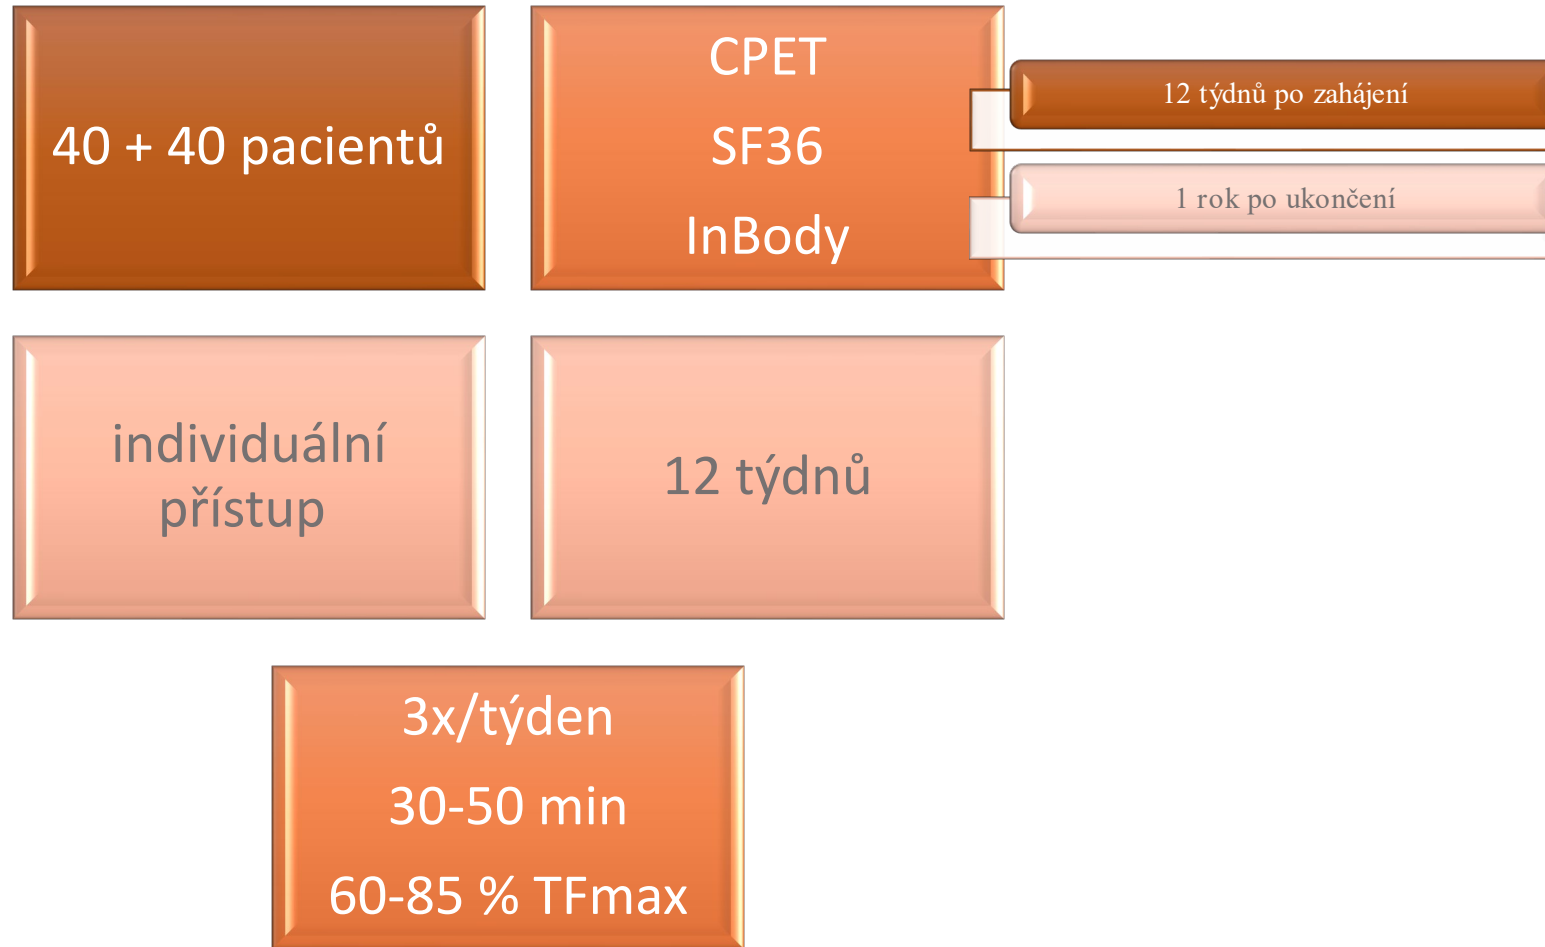 40 + 40 pacientů
CPET
SF36
InBody
12 týdnů po zahájení
1 rok po ukončení
individuální
přístup
12 týdnů
3x/týden
30-50 min
60-85 % TFmax